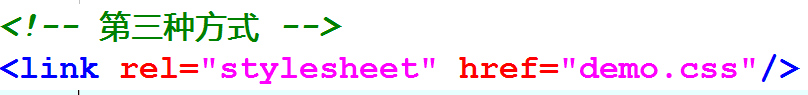 <!-- 第三种方式 -->
<link rel="stylesheet" href="demo.css"/>